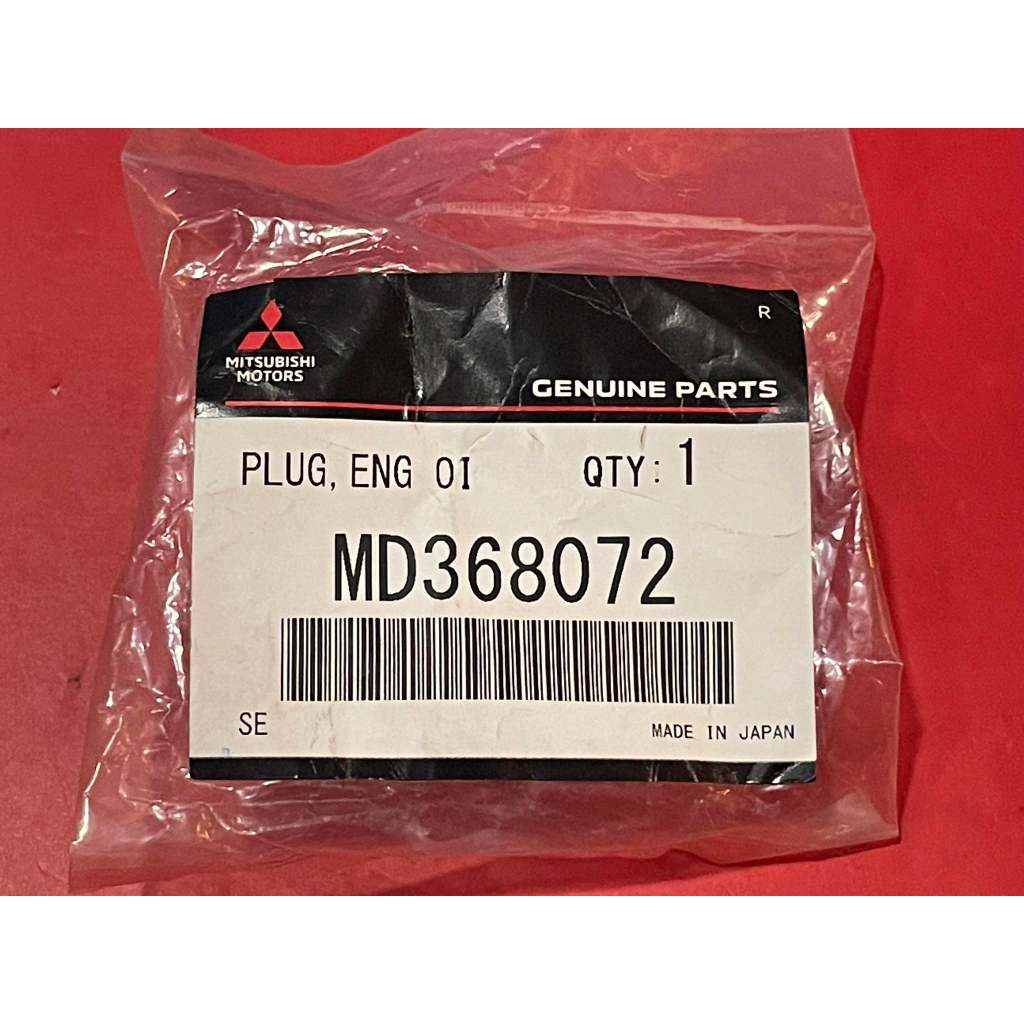 R
MITSUBISHI
MOTORS
GENUINE PARTS
PLUG, ENG OI QTY: 1
MD368072
SE MADE IN JAPAN